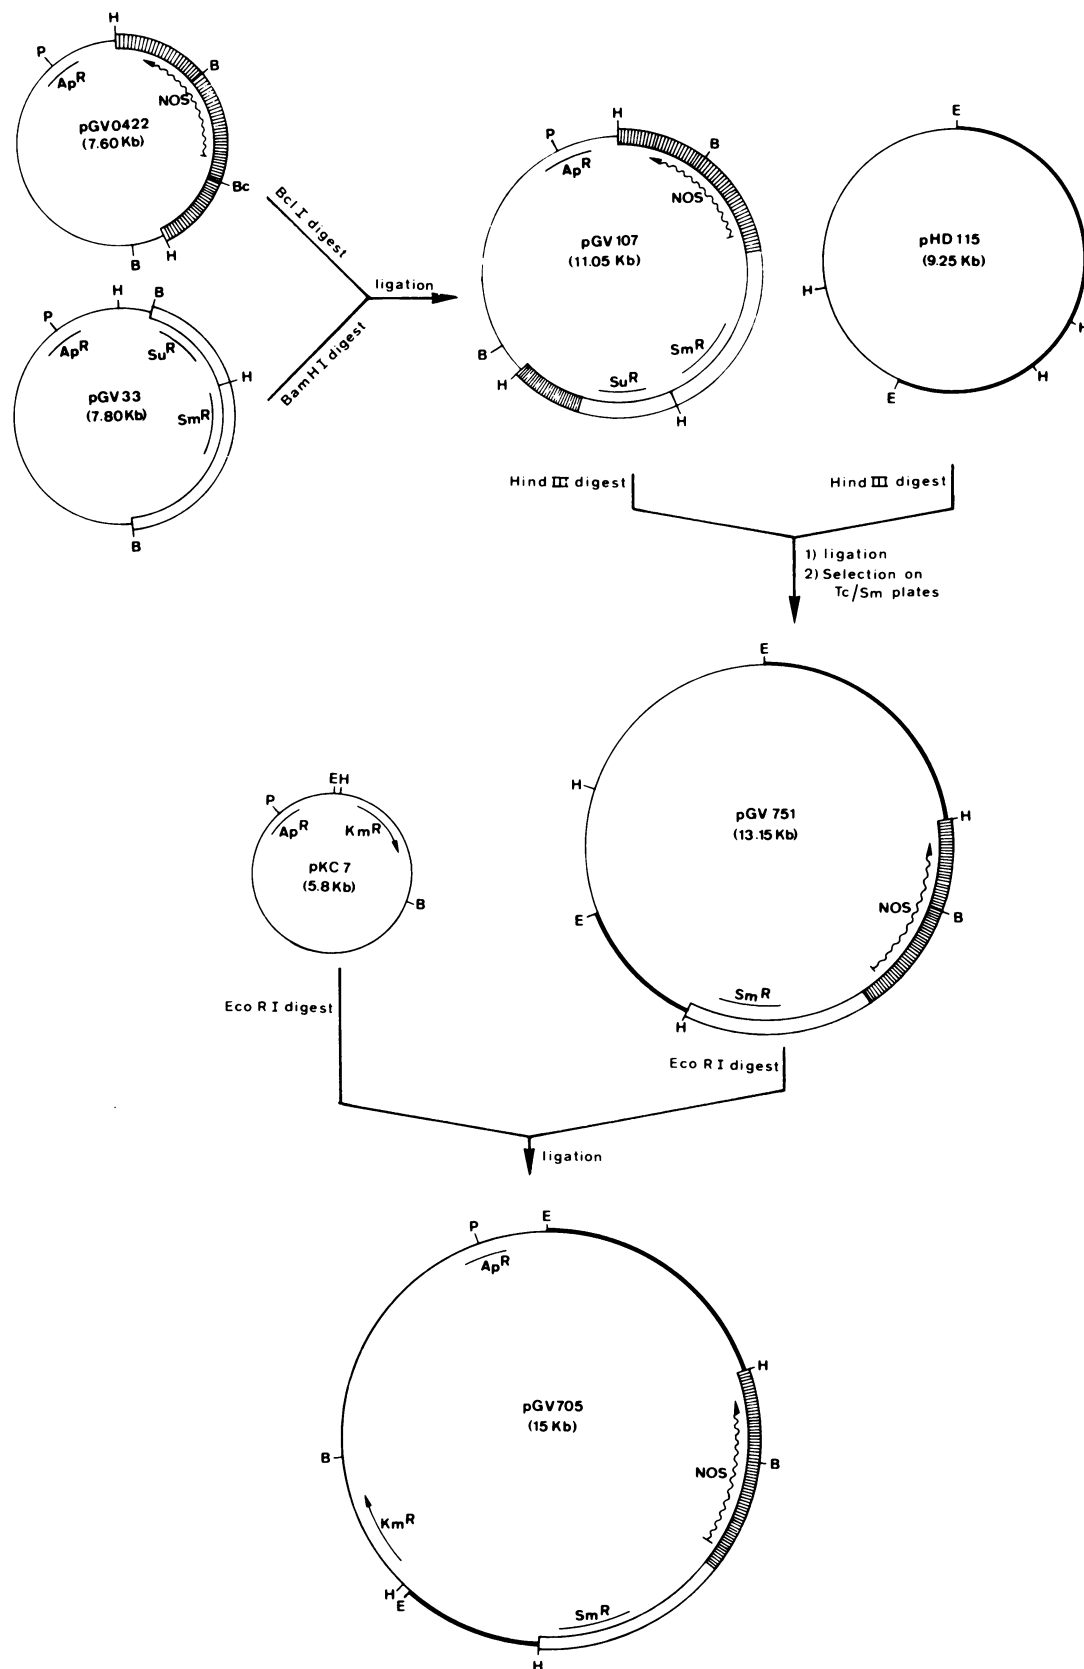 H
P
ApR
B
NOS
pGV0422
(7.60 Kb)
Bc
H
B
Bcl I digest
BamH I digest
ligation
H
B
P
ApR
SuR
H
pGV33
(7.80 Kb)
SmR
B
H
P
ApR
B
NOS
pGV107
(11.05 Kb)
B
H
SuR
SmR
H
E
pHD115
(9.25 Kb)
H
H
H
E
Hind III digest
Hind III digest
1) ligation
2) Selection on
Tc/Sm plates
E
H
pGV 751
(13.15 Kb)
H
NOS
B
E
SmR
H
EH
P
ApR
KmR
pKC7
(5.8 Kb)
B
Eco R I digest
Eco R I digest
ligation
E
P
ApR
H
pGV705
(15 Kb)
B
NOS
B
KmR
H
E
SmR
H